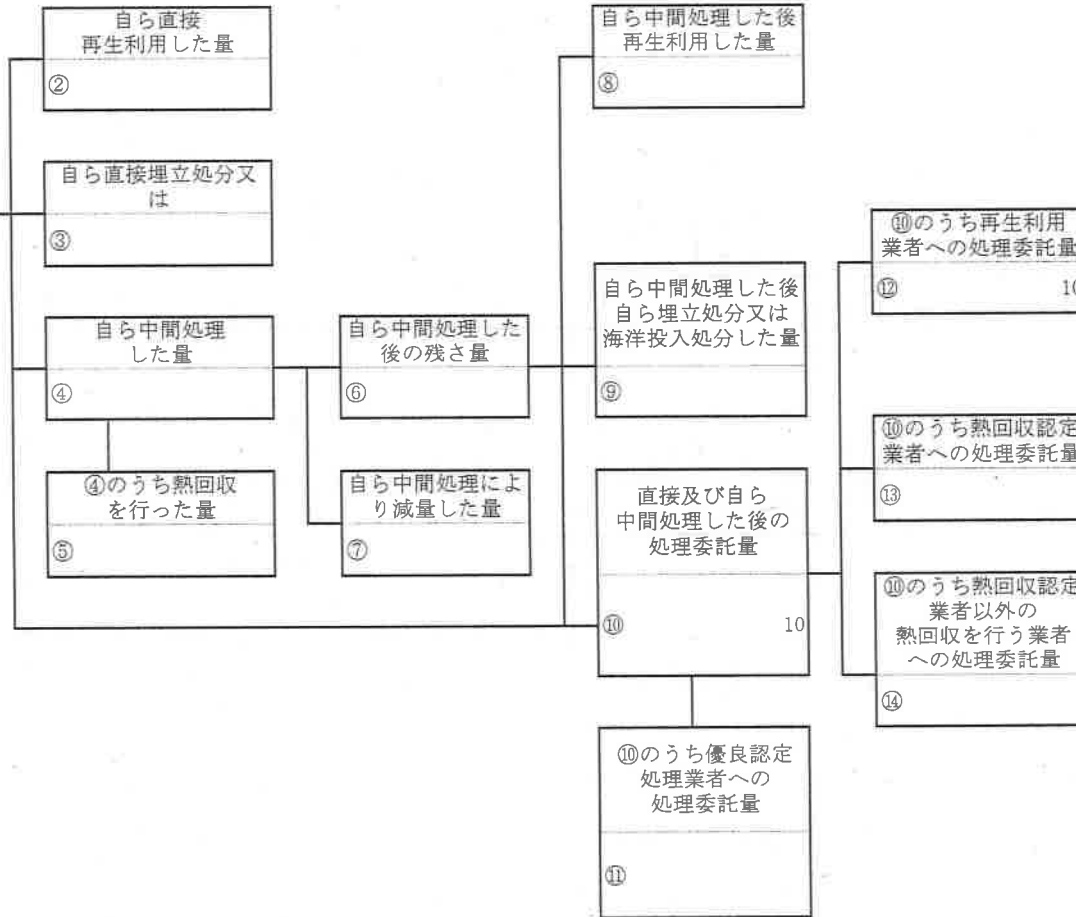 自ら直接
再生利用した量
②
自ら直接埋立処分又
は
③
自ら中間処理
した量
④
④のうち熱回収
を行った量
⑤
自ら中間処理した
後の残さ量
⑥
自ら中間処理によ
り減量した量
⑦
自ら中間処理した後
再生利用した量
⑧
自ら中間処理した後
自ら埋立処分又は
海洋投入処分した量
⑨
直接及び自ら
中間処理した後の
処理委託量
⑩ 10
⑩のうち優良認定
処理業者への
処理委託量
⑪
⑩のうち再生利用
業者への処理委託量
⑫ 10
⑩のうち熱回収認定
業者への処理委託量
⑬
⑩のうち熱回収認定
業者以外の
熱回収を行う業者
への処理委託量
⑭